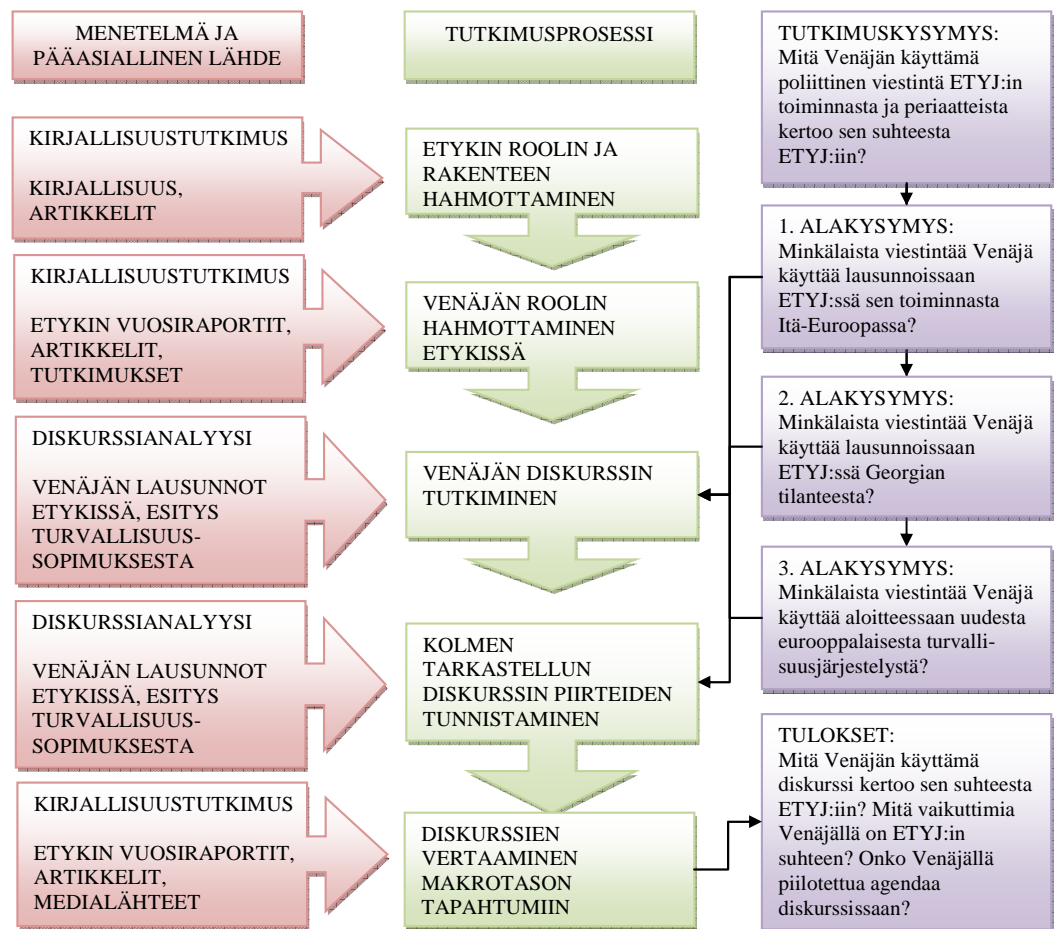 MENETELMÄ JA
PÄÄASIALLINEN LÄHDE
KIRJALLISUUSTUTKIMUS
KIRJALLISUUS,
ARTIKKELIT
KIRJALLISUUSTUTKIMUS
ETYKIN VUOSIRAPORTIT,
ARTIKKELIT,
TUTKIMUKSET
DISKURSSIANALYYSI
VENÄJÄN LAUSUNNOT
ETYKISSÄ, ESITYS
TURVALLISUUS-
SOPIMUKSESTA
DISKURSSIANALYYSI
VENÄJÄN LAUSUNNOT
ETYKISSÄ, ESITYS
TURVALLISUUS-
SOPIMUKSESTA
KIRJALLISUUSTUTKIMUS
ETYKIN VUOSIRAPORTIT,
ARTIKKELIT,
MEDIALÄHTEET
TUTKIMUSPROSESSI
ETYKIN ROOLIN JA
RAKENTEEN
HAHMOTTAMINEN
VENÄJÄN ROOLIN
HAHMOTTAMINEN
ETYKISSÄ
VENÄJÄN DISKURSSIN
TUTKIMINEN
KOLMEN
TARKASTELLUN
DISKURSSIN PIIRTEIDEN
TUNNISTAMINEN
DISKURSSIEN
VERTAAMINEN
MAKROTASON
TAPAHTUMIIN
TUTKIMUSKYSYMYS:
Mitä Venäjän käyttämä
poliittinen viestintä ETYJ:in
toiminnasta ja periaatteista
kertoo sen suhteesta
ETYJ:iin?
1. ALAKYSYMYS:
Minkälaista viestintää Venäjä
käyttää lausunnoissaan
ETYJ:ssä sen toiminnasta
Itä-Euroopassa?
2. ALAKYSYMYS:
Minkälaista viestintää Venäjä
käyttää lausunnoissaan
ETYJ:ssä Georgian
tilanteesta?
3. ALAKYSYMYS:
Minkälaista viestintää Venäjä
käyttää aloitteessaan uudesta
eurooppalaisesta turvalli-
suusjärjestelystä?
TULOKSET:
Mitä Venäjän käyttämä
diskurssi kertoo sen suhteesta
ETYJ:iin? Mitä vaikuttimia
Venäjällä on ETYJ:in
suhteen? Onko Venäjällä
piilotettua agendaa
diskurssissaan?